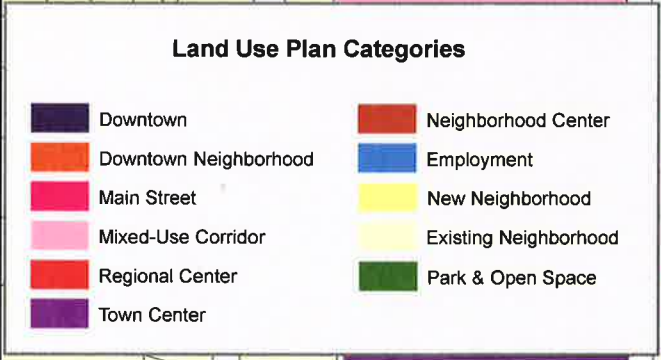 Land Use Plan Categories
Downtown
Downtown Neighborhood
Main Street
Mixed-Use Corridor
Regional Center
Town Center
Neighborhood Center
Employment
New Neighborhood
Existing Neighborhood
Park & Open Space